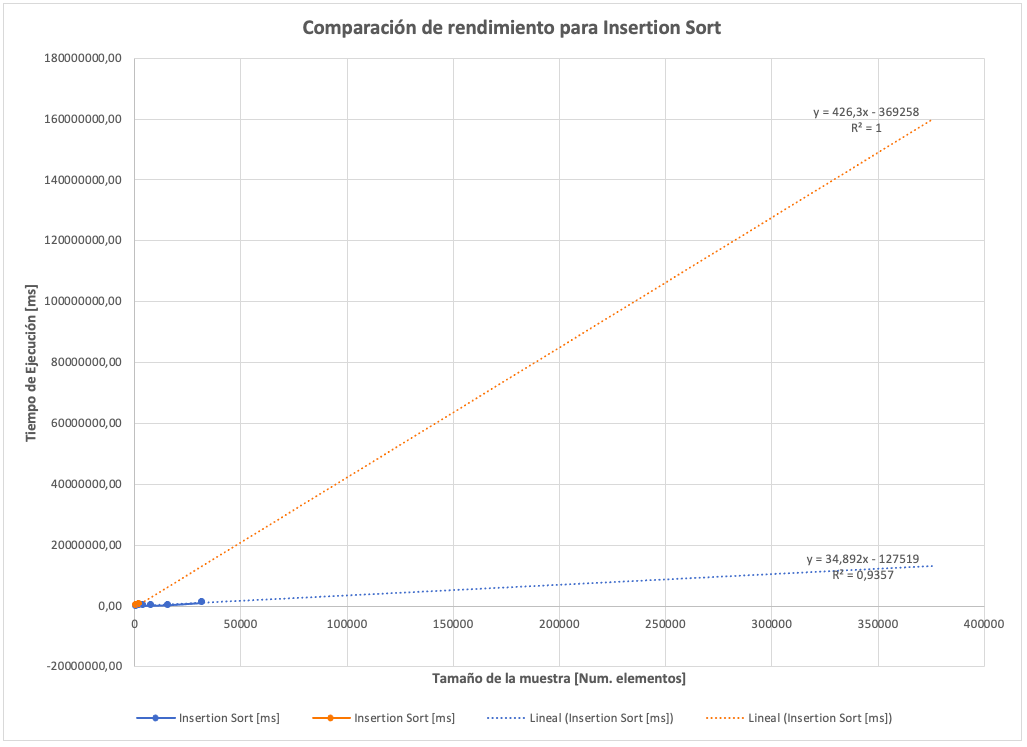 Comparación de rendimiento para Insertion Sort
180000000,00
160000000,00
140000000,00
120000000,00
100000000,00
80000000,00
60000000,00
40000000,00
20000000,00
0,00
-20000000,00
Tiempo de Ejecución [ms]
y = 426,3x - 369258
R² = 1
y = 34,892x - 127519
R² = 0,9357
0 50000 100000 150000 200000 250000 300000 350000 400000
Tamaño de la muestra [Num. elementos]
Insertion Sort [ms] Insertion Sort [ms] Lineal (Insertion Sort [ms]) Lineal (Insertion Sort [ms])